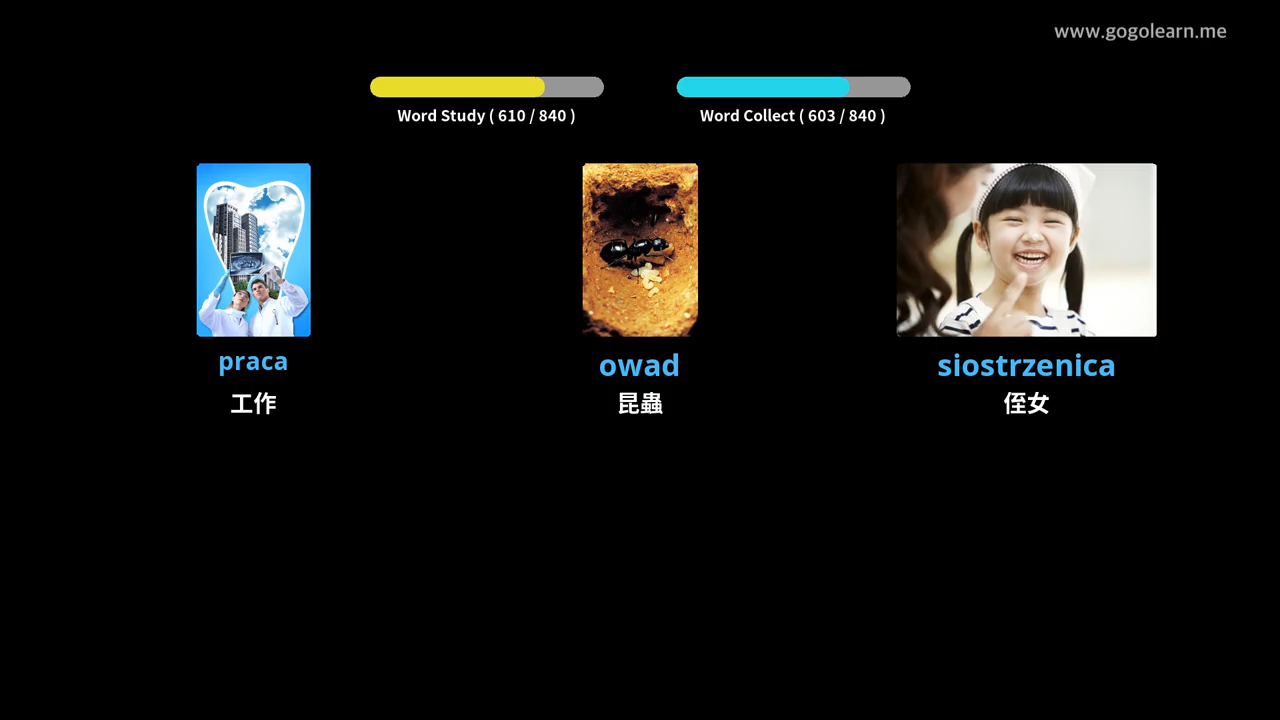 www.gogolearn.me
Word Study ( 610 / 840 )
Word Collect ( 603 / 840 )
praca
owad
siostrzenica
工作
昆蟲
侄女